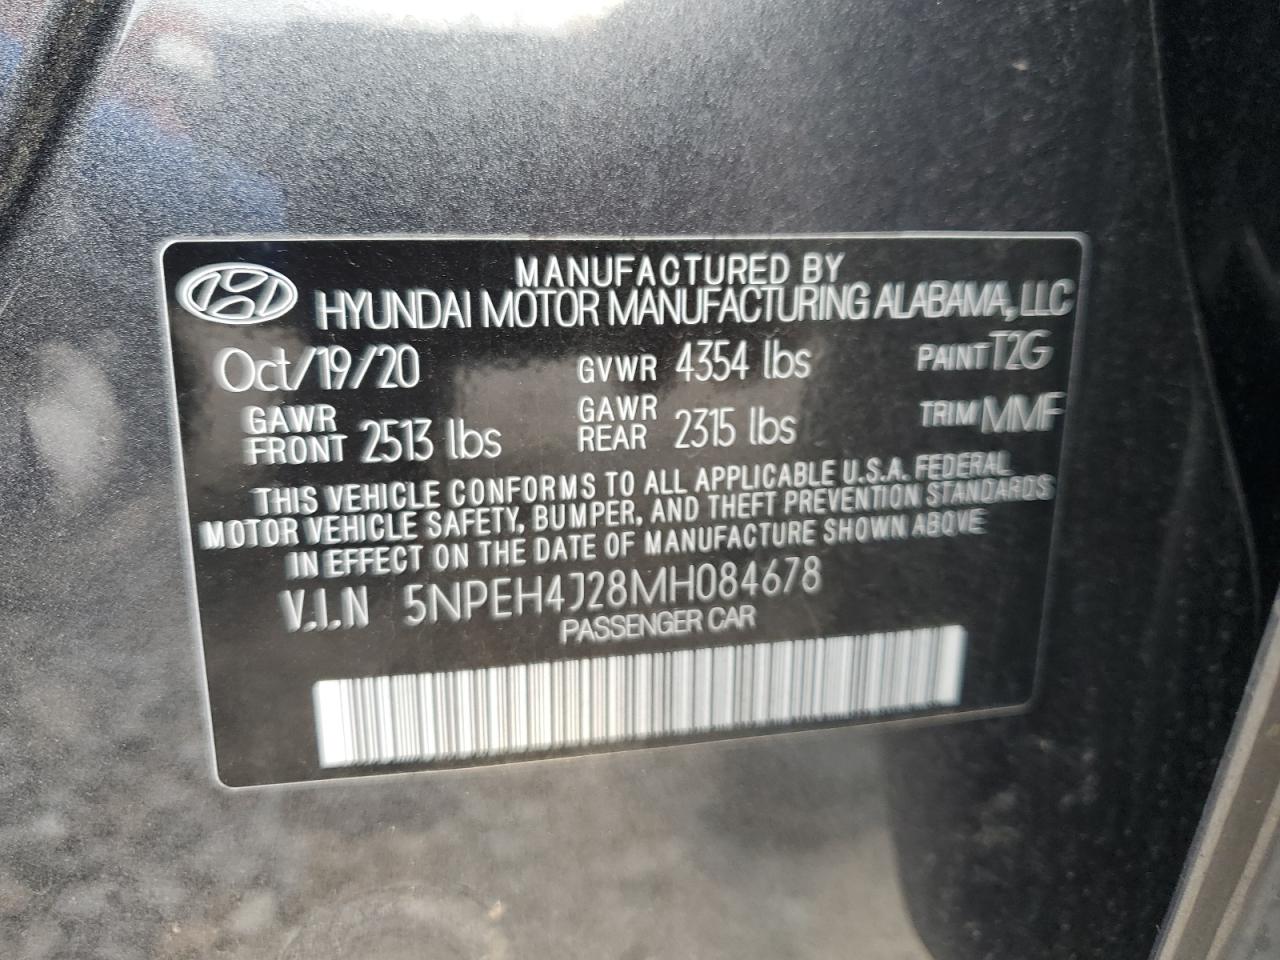 MANUFACTURED BY
HYUNDAI MOTOR MANUFACTURING ALABAMA, LLC
Oct/19/20 GVWR 4354 lbs PAINT T2G
GAWR FRONT 2513 lbs GAWR REAR 2315 lbs TRIM MMF
THIS VEHICLE CONFORMS TO ALL APPLICABLE U.S.A. FEDERAL
MOTOR VEHICLE SAFETY, BUMPER, AND THEFT PREVENTION STANDARDS
IN EFFECT ON THE DATE OF MANUFACTURE SHOWN ABOVE
V.I.N 5NPEH4J28MH084678
PASSENGER CAR